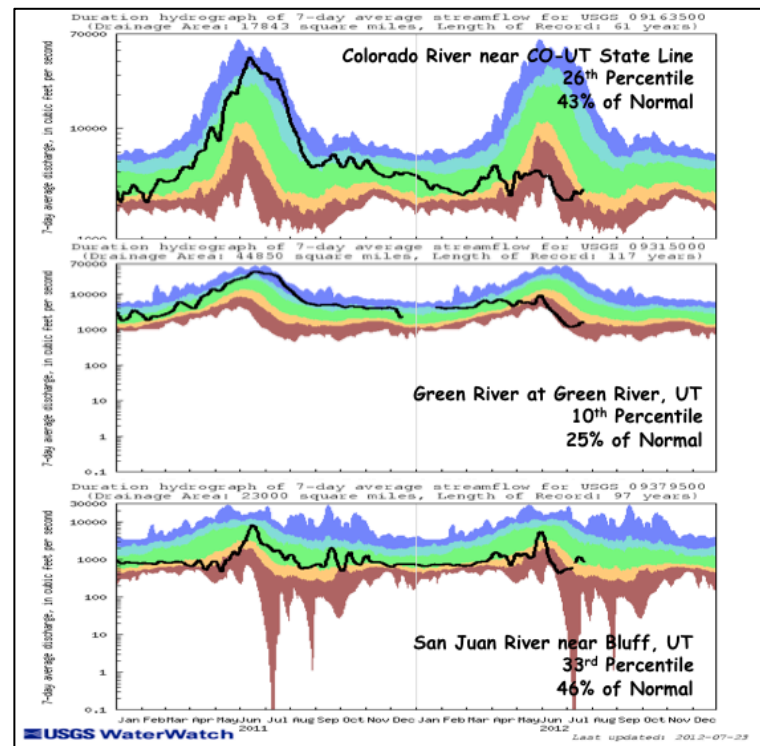 Duration hydrograph of 7-day average streamflow for USGS 09163500
(Drainage Area: 17843 square miles, Length of Record: 61 years)
70000
Colorado River near CO-UT State Line
26th Percentile
43% of Normal
10000
1000
7-day average discharge, in cubic feet per second
Duration hydrograph of 7-day average streamflow for USGS 09315000
(Drainage Area: 44850 square miles, Length of Record: 117 years)
70000
10000
1000
100
10
1
0.1
7-day average discharge, in cubic feet per second
Green River at Green River, UT
10th Percentile
25% of Normal
Duration hydrograph of 7-day average streamflow for USGS 09379500
(Drainage Area: 23000 square miles, Length of Record: 97 years)
30000
10000
1000
100
10
1
0.1
7-day average discharge, in cubic feet per second
San Juan River near Bluff, UT
33rd Percentile
46% of Normal
Jan Feb Mar Apr May Jun Jul Aug Sep Oct Nov Dec Jan Feb Mar Apr May Jun Jul Aug Sep Oct Nov Dec
2011 2012
USGS WaterWatch
Last updated: 2012-07-23